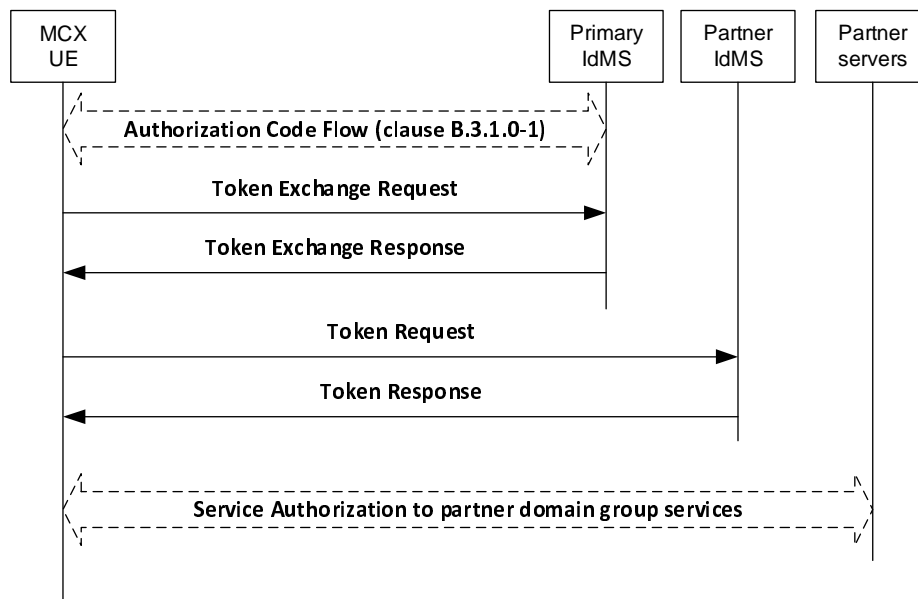 MCX
UE
Primary
IdMS
Partner
IdMS
Partner
servers
Authorization Code Flow (clause B.3.1.0-1)
Token Exchange Request
Token Exchange Response
Token Request
Token Response
Service Authorization to partner domain group services